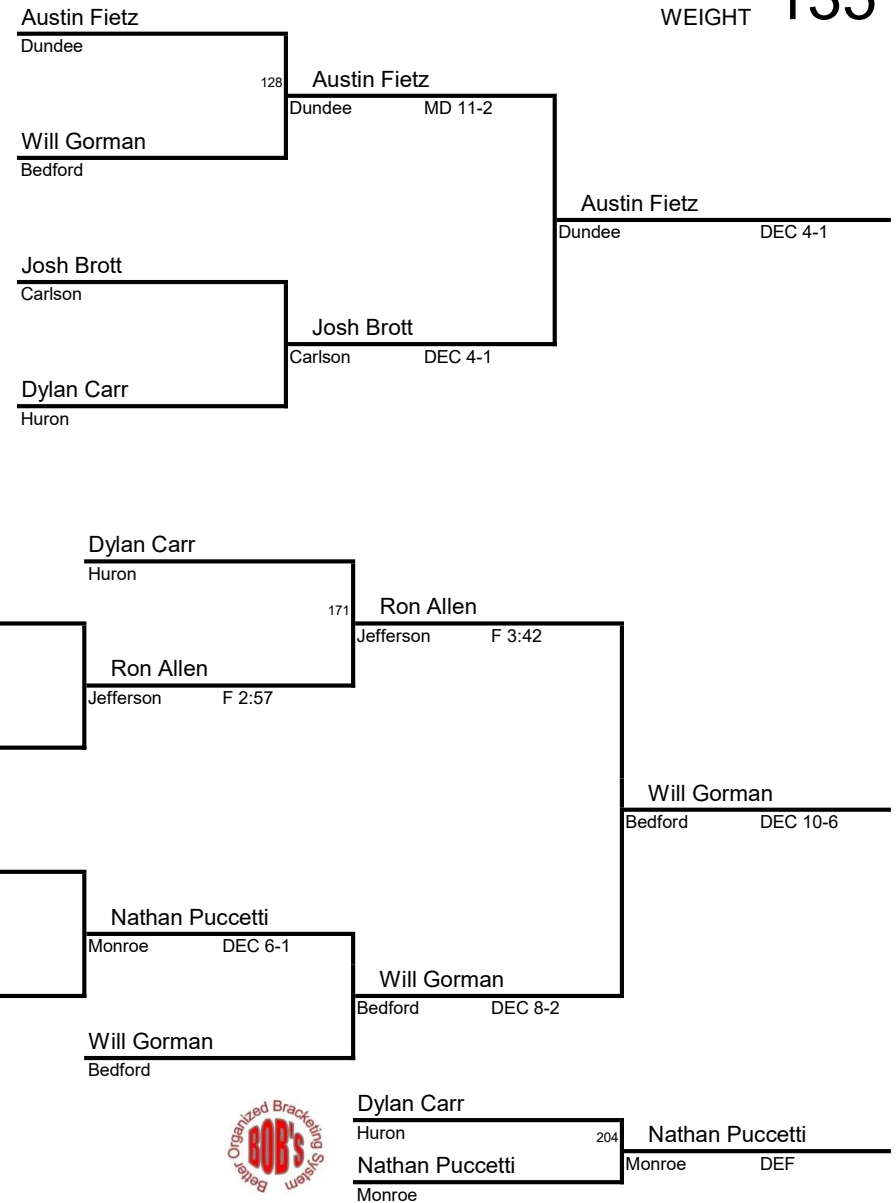 Austin Fietz
WEIGHT 135
Dundee
128 Austin Fietz
Dundee MD 11-2
Will Gorman
Bedford
Austin Fietz
Dundee DEC 4-1
Josh Brott
Carlson
Josh Brott
Carlson DEC 4-1
Dylan Carr
Huron
Dylan Carr
Huron
171 Ron Allen
Jefferson F 3:42
Ron Allen
Jefferson F 2:57
Will Gorman
Bedford DEC 10-6
Nathan Puccetti
Monroe DEC 6-1
Will Gorman
Bedford DEC 8-2
Will Gorman
Bedford
Better Organized Bracketing System
BOB's
Dylan Carr
Huron
204 Nathan Puccetti
Monroe DEF
Nathan Puccetti
Monroe